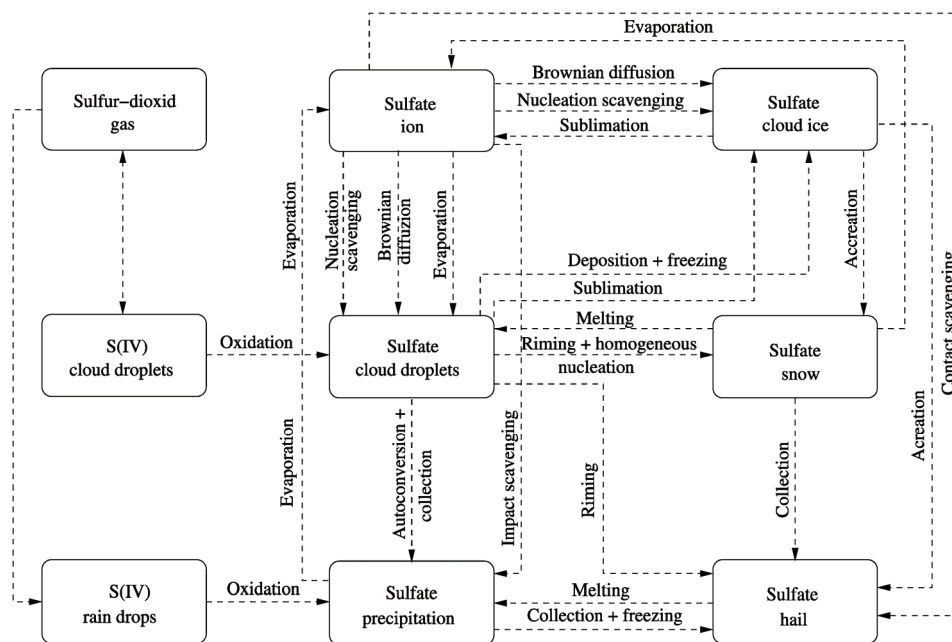 Evaporation
Brownian diffusion
Sulfur–dioxid
gas
Sulfate
ion
Nucleation scavenging
Sulfate
cloud ice
Sublimation
Evaporation
Nucleation
scavenging
Brownian
diffuzion
Evaporation
Accreation
Deposition + freezing
Sublimation
Contact scavenging
S(IV)
cloud droplets
Oxidation
Sulfate
cloud droplets
Melting
Riming + homogeneous
nucleation
Sulfate
snow
Acreation
Evaporation
Autoconversion +
collection
Impact scavenging
Riming
Collection
S(IV)
rain drops
Oxidation
Sulfate
precipitation
Melting
Collection + freezing
Sulfate
hail